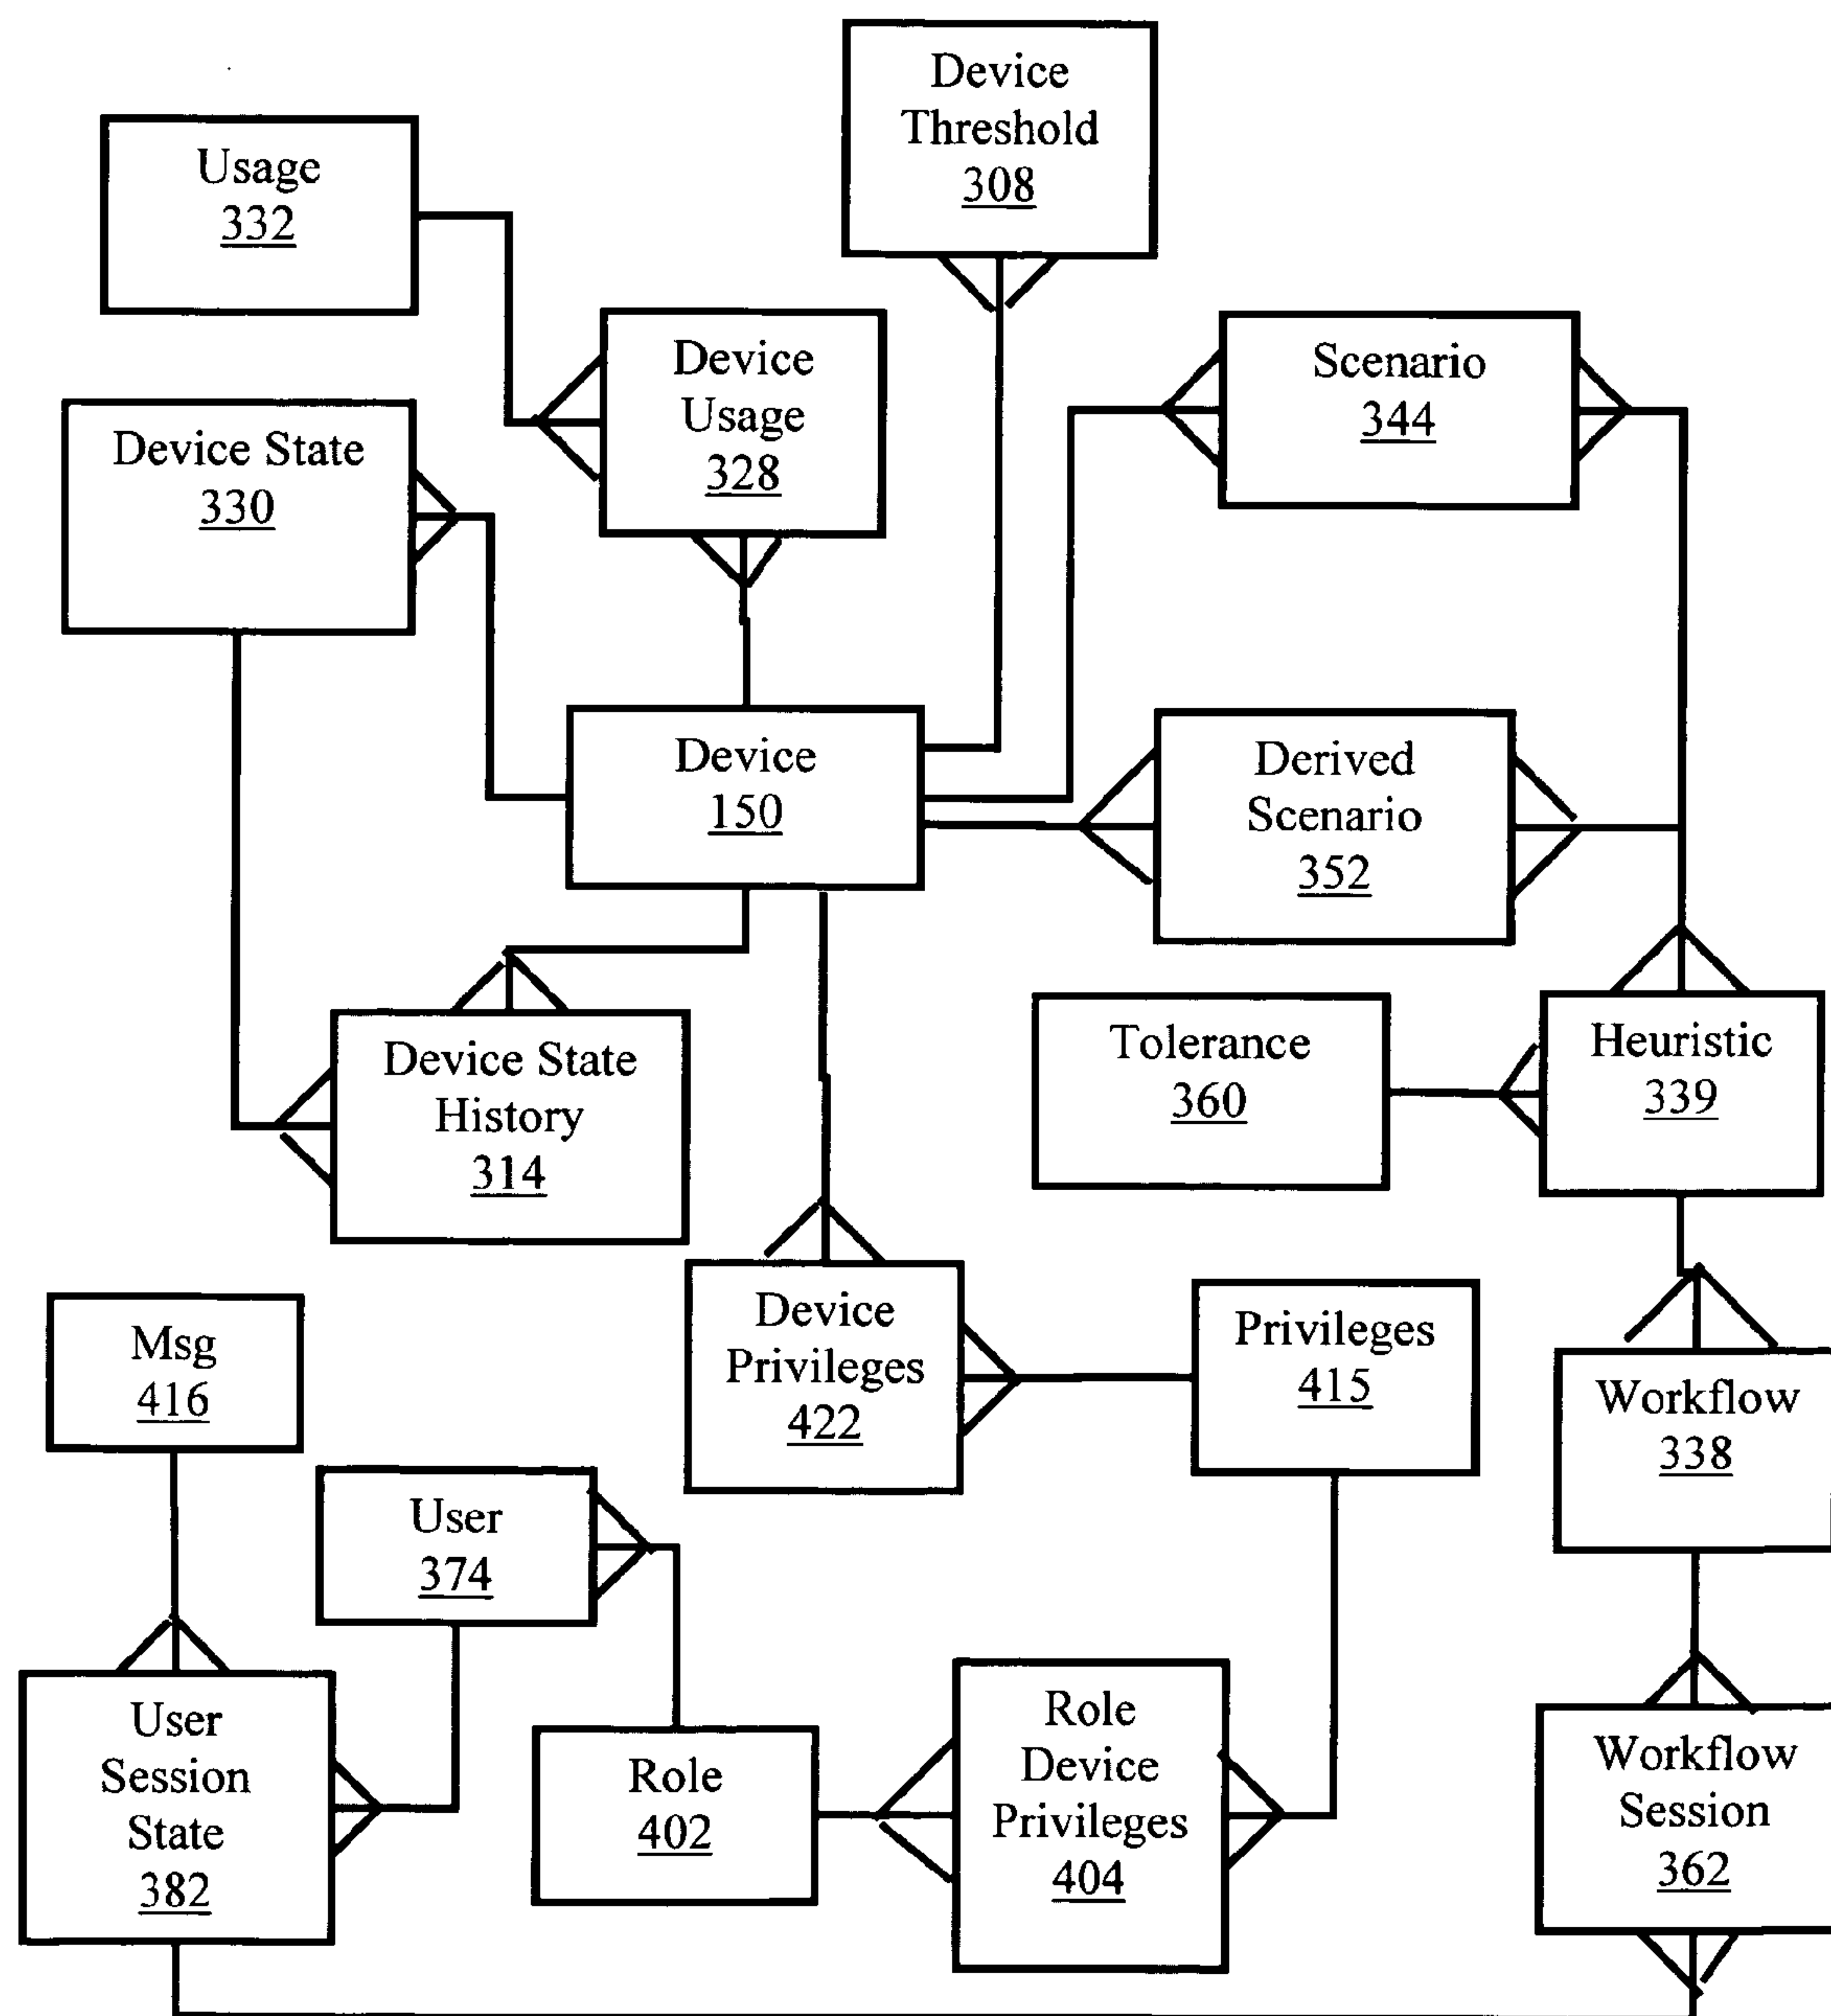 Device
Threshold
308
Usage
332
Device
Usage
328
Scenario
344
Device State
330
Device
150
Derived
Scenario
352
Device State
History
314
Tolerance
360
Heuristic
339
Msg
416
Device
Privileges
422
Privileges
415
Workflow
338
User
374
User
Session
State
382
Role
402
Role
Device
Privileges
404
Workflow
Session
362